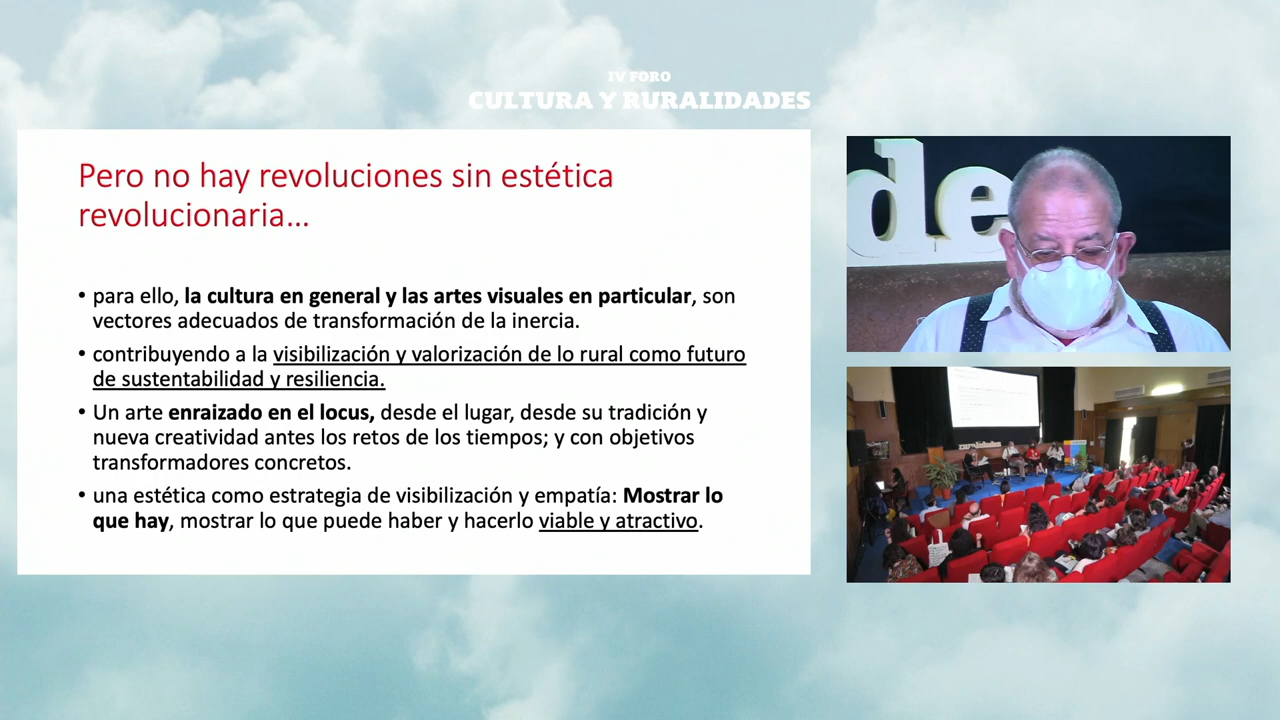 IV FORO
CULTURA Y RURALIDADES
Pero no hay revoluciones sin estética
revolucionaria...
• para ello, la cultura en general y las artes visuales en particular, son
vectores adecuados de transformación de la inercia.
• contribuyendo a la visibilización y valorización de lo rural como futuro
de sustentabilidad y resiliencia.
• Un arte enraizado en el locus, desde el lugar, desde su tradición y
nueva creatividad antes los retos de los tiempos; y con objetivos
transformadores concretos.
• una estética como estrategia de visibilización y empatía: Mostrar lo
que hay, mostrar lo que puede haber y hacerlo viable y atractivo.
de
ruralidades